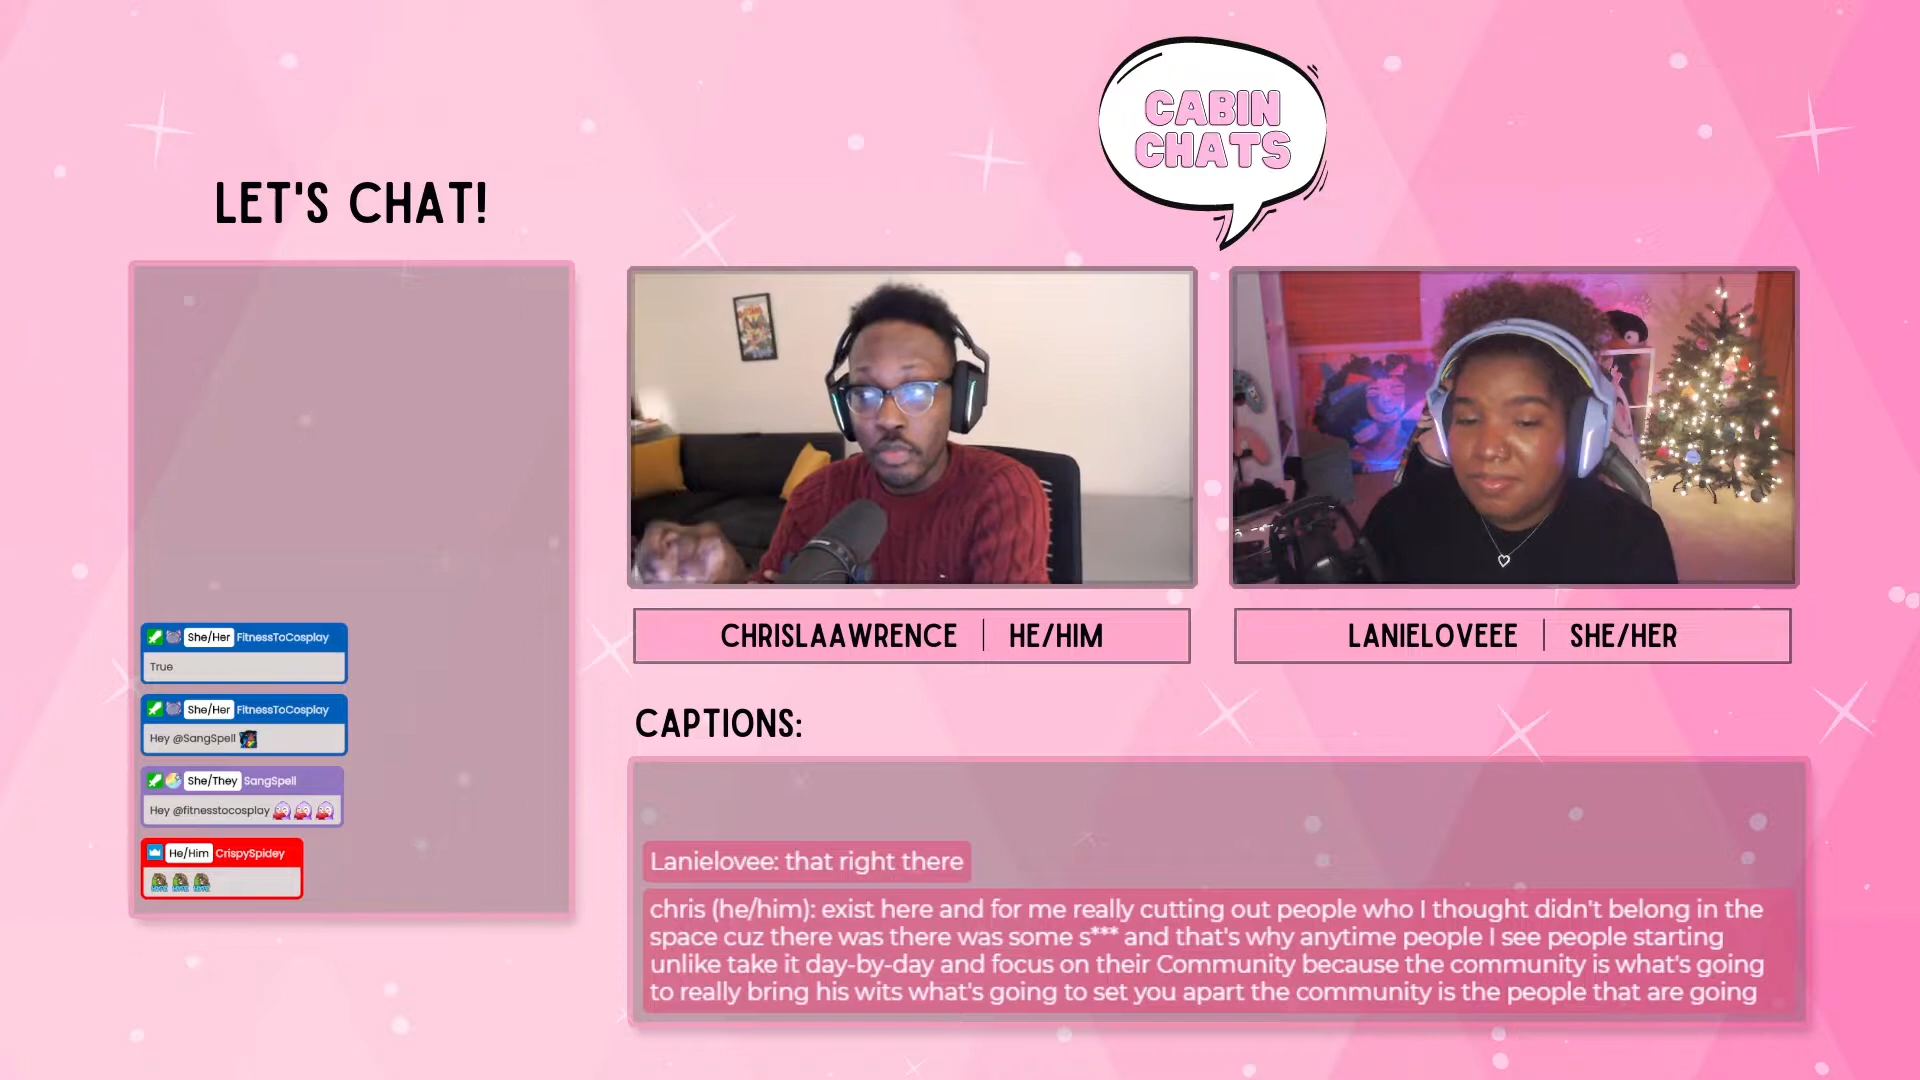 CABIN
CHATS
LET'S CHAT!
She/Her FitnessToCosplay
True
She/Her FitnessToCosplay
Hey @SangSpell
She/They SangSpell
Hey @fitnesstocosplay
He/Him CrispySpidey
CHRISLAAWRENCE | HE/HIM
LANIELOVEEE | SHE/HER
CAPTIONS:
Lanielovee: that right there
chris (he/him): exist here and for me really cutting out people who I thought didn't belong in the
space cuz there was there was some s*** and that's why anytime people I see people starting
unlike take it day-by-day and focus on their Community because the community is what's going
to really bring his wits what's going to set you apart the community is the people that are going